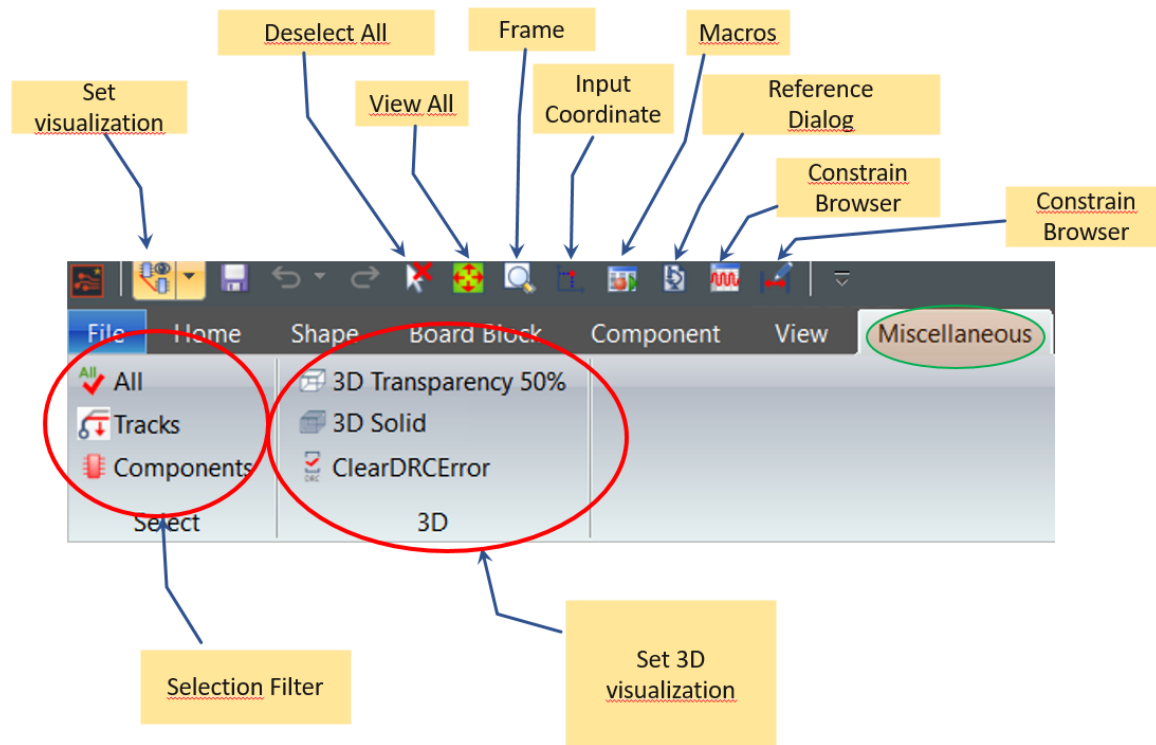 Deselect All
Frame
Macros
Set
visualization
View All
Input
Coordinate
Reference
Dialog
Constrain
Browser
Constrain
Browser
File
Home
Shape
Board Block
Component
View
Miscellaneous
All
All
Tracks
Components
Select
3D Transparency 50%
3D Solid
DRC
ClearDRCError
3D
Selection Filter
Set 3D
visualization